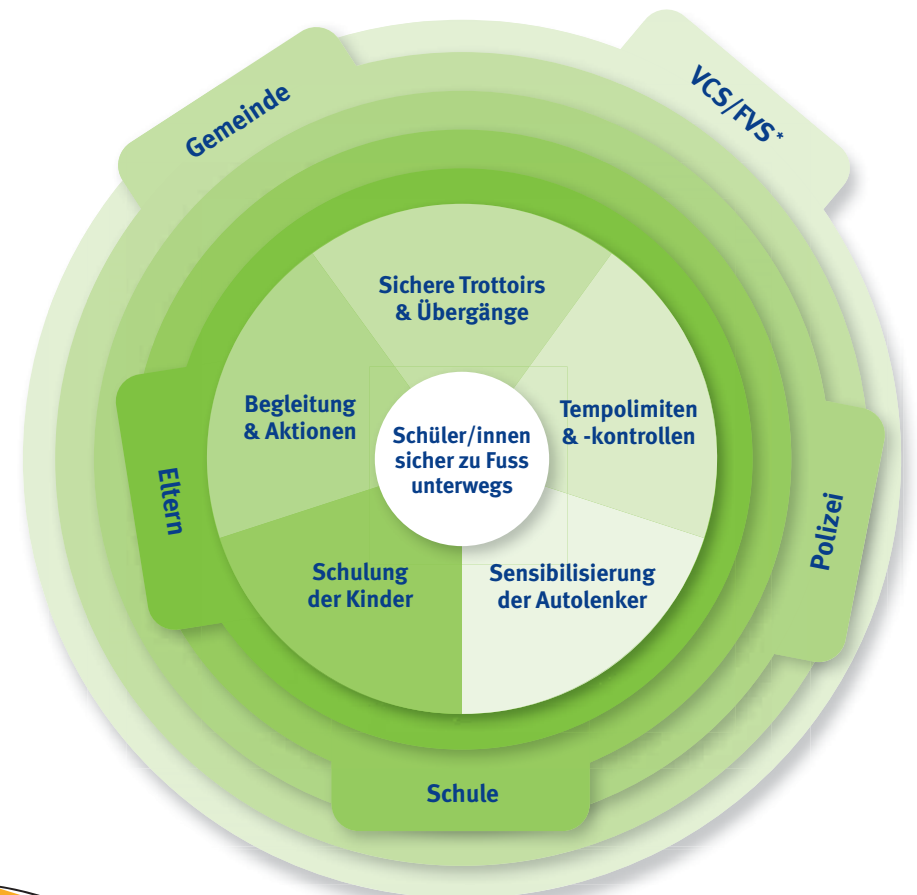 Gemeinde
VCS/FVS*
Sichere Trottoirs
& Übergänge
Begleitung
& Aktionen
Tempolimiten
& -kontrollen
Schüler/innen
sicher zu Fuss
unterwegs
Eltern
Polizei
Schulung
der Kinder
Sensibilisierung
der Autolenker
Schule